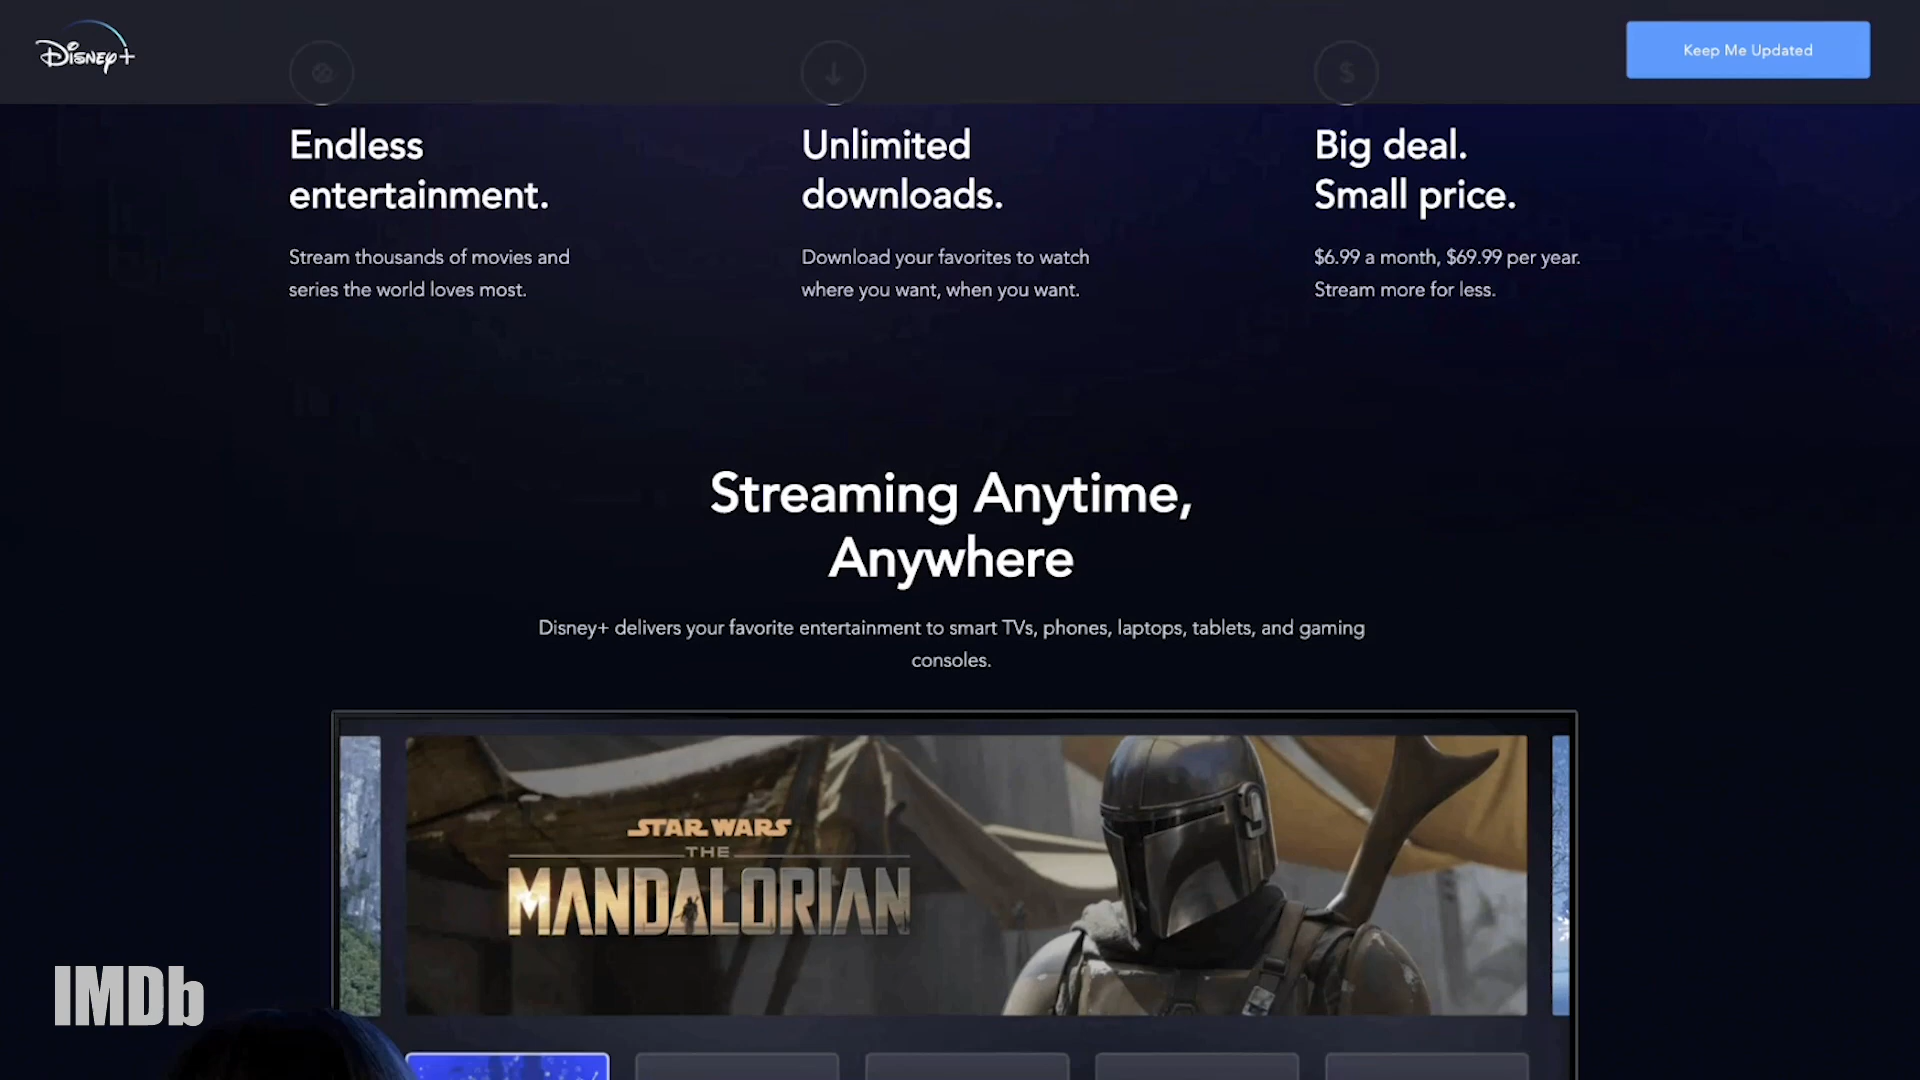 Disney+
Keep Me Updated
Endless
entertainment.
Stream thousands of movies and
series the world loves most.
Unlimited
downloads.
Download your favorites to watch
where you want, when you want.
Big deal.
Small price.
$6.99 a month, $69.99 per year.
Stream more for less.
Streaming Anytime,
Anywhere
Disney+ delivers your favorite entertainment to smart TVs, phones, laptops, tablets, and gaming
consoles.
STAR WARS
THE
MANDALORIAN
IMDb